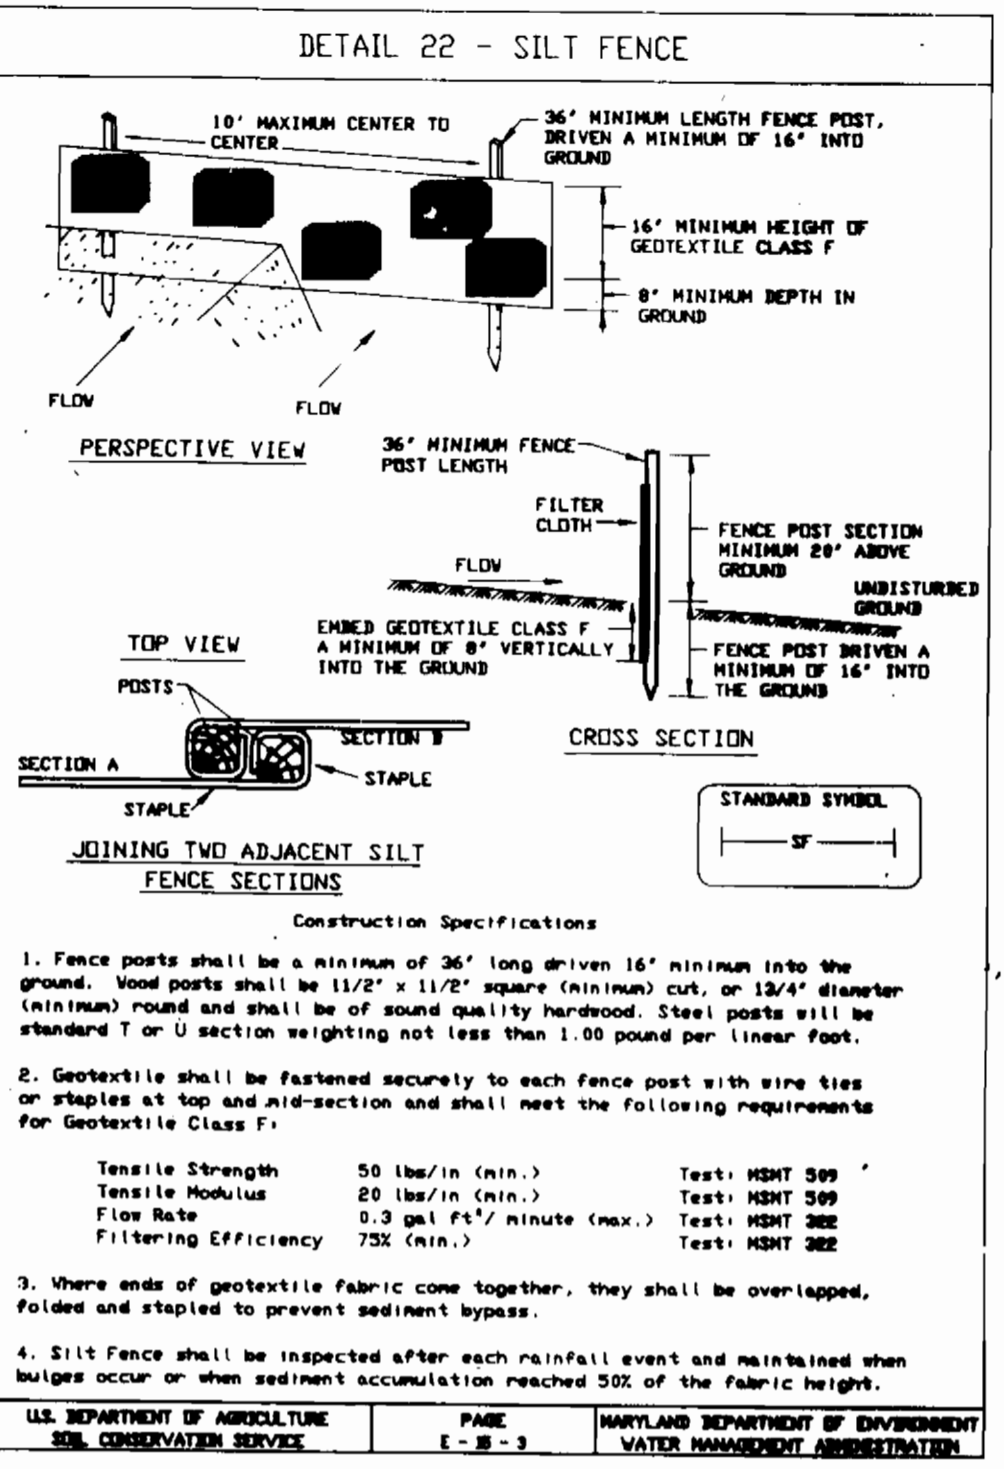 DETAIL 22 - SILT FENCE
10' MAXIMUM CENTER TO
CENTER
36" MINIMUM LENGTH FENCE POST,
DRIVEN A MINIMUM OF 16" INTO
GROUND
16" MINIMUM HEIGHT OF
GEOTEXTILE CLASS F
8" MINIMUM DEPTH IN
GROUND
FLOW
FLOW
PERSPECTIVE VIEW
36" MINIMUM FENCE
POST LENGTH
FILTER
CLOTH
FENCE POST SECTION
MINIMUM 20" ABOVE
GROUND
FLOW
UNDISTURBED
GROUND
EMBED GEOTEXTILE CLASS F
A MINIMUM OF 8" VERTICALLY
INTO THE GROUND
FENCE POST DRIVEN A
MINIMUM OF 16" INTO
THE GROUND
CROSS SECTION
TOP VIEW
POSTS
SECTION B
SECTION A
STAPLE
STAPLE
JOINING TWO ADJACENT SILT
FENCE SECTIONS
STANDARD SYMBOL
SF
Construction Specifications
1. Fence posts shall be a minimum of 36" long driven 16" minimum into the
ground. Wood posts shall be 11/2" x 11/2" square (minimum) cut, or 13/4" diameter
(minimum) round and shall be of sound quality hardwood. Steel posts will be
standard T or U section weighting not less than 1.00 pound per linear foot.
2. Geotextile shall be fastened securely to each fence post with wire ties
or staples at top and mid-section and shall meet the following requirements
for Geotextile Class F:
Tensile Strength 50 lbs/in (min.) Test: MSMT 509
Tensile Modulus 20 lbs/in (min.) Test: MSMT 509
Flow Rate 0.3 gal ft²/ minute (max.) Test: MSMT 322
Filtering Efficiency 75% (min.) Test: MSMT 322
3. Where ends of geotextile fabric come together, they shall be overlapped,
folded and stapled to prevent sediment bypass.
4. Silt Fence shall be inspected after each rainfall event and maintained when
bulges occur or when sediment accumulation reached 50% of the fabric height.
U.S. DEPARTMENT OF AGRICULTURE
SOIL CONSERVATION SERVICE
PAGE
E - 15 - 3
MARYLAND DEPARTMENT OF ENVIRONMENT
WATER MANAGEMENT ADMINISTRATION